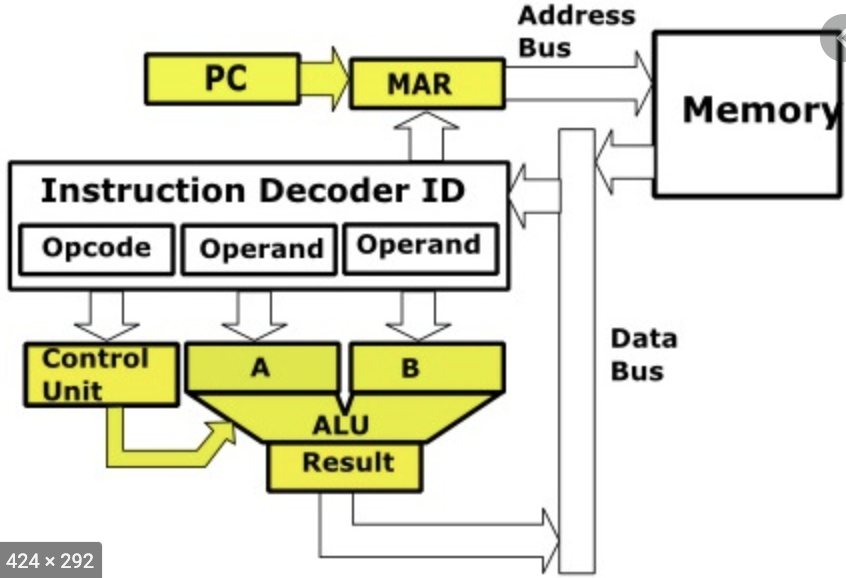 Address
Bus
PC
MAR
Memory
Instruction Decoder ID
Opcode
Operand
Operand
Control
Unit
A
B
ALU
Result
Data
Bus
424 × 292